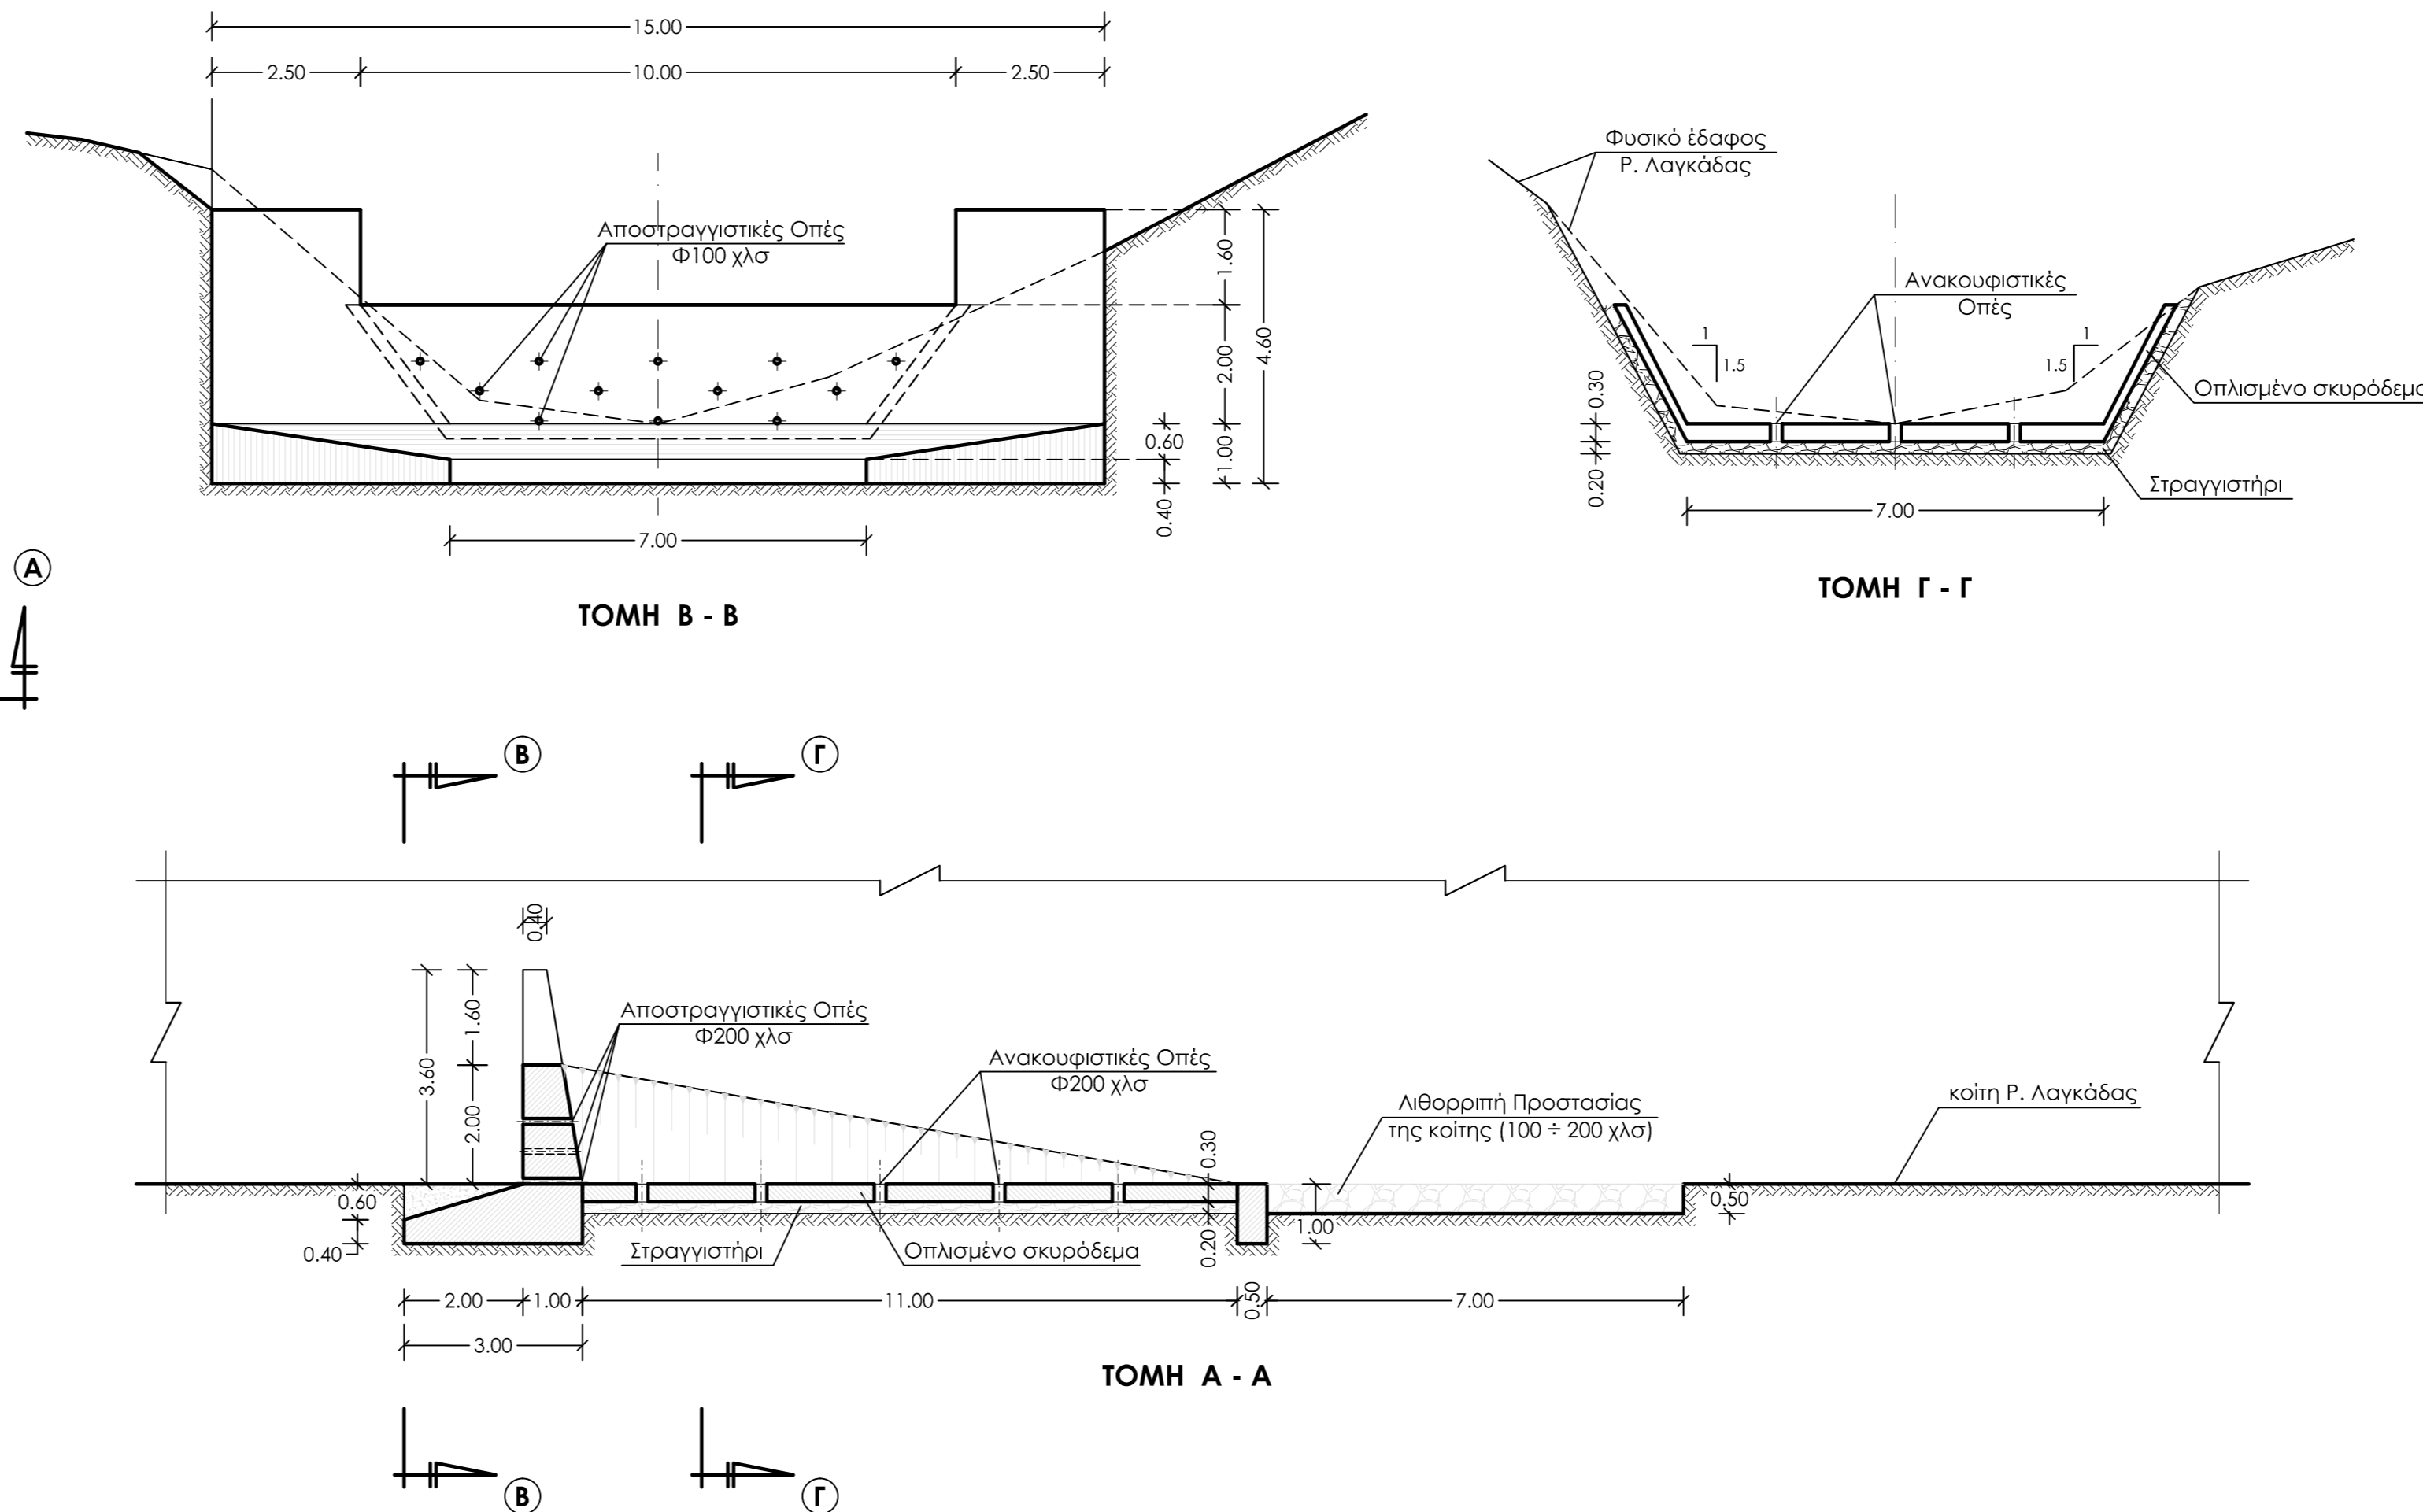 15.00
2.50
10.00
2.50
Αποστραγγιστικές Οπές
Φ100 χλσ
1.60
2.00
4.60
0.60
1.00
0.40
7.00
ΤΟΜΗ Β - Β
Φυσικό έδαφος
Ρ. Λαγκάδας
Ανακουφιστικές
Οπές
1
1.5
1
1.5
0.30
0.20
Οπλισμένο σκυρόδεμα
Στραγγιστήρι
7.00
ΤΟΜΗ Γ - Γ
Α
Β
Γ
0.40
3.60
1.60
2.00
Αποστραγγιστικές Οπές
Φ200 χλσ
Ανακουφιστικές Οπές
Φ200 χλσ
Λιθορριπή Προστασίας
της κοίτης (100 ÷ 200 χλσ)
κοίτη Ρ. Λαγκάδας
0.30
0.60
0.40
0.20
1.00
0.50
Στραγγιστήρι
Οπλισμένο σκυρόδεμα
2.00
1.00
11.00
0.50
7.00
3.00
ΤΟΜΗ Α - Α
Β
Γ